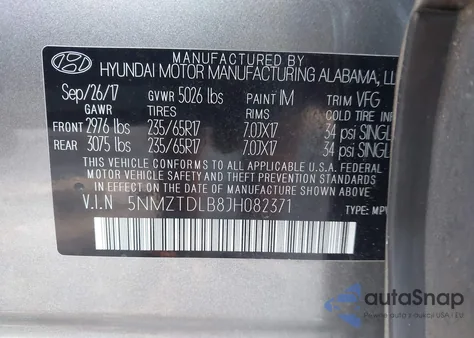 MANUFACTURED BY
HYUNDAI MOTOR MANUFACTURING ALABAMA, LL
Sep/26/17 GVWR 5026 lbs PAINT IM TRIM VFG
GAWR TIRES RIMS COLD TIRE INF
FRONT 2976 lbs 235/65R17 7.0JX17 34 psi SINGL
REAR 3075 lbs 235/65R17 7.0JX17 34 psi SINGL
THIS VEHICLE CONFORMS TO ALL APPLICABLE U.S.A. FEDERAL
MOTOR VEHICLE SAFETY, BUMPER, AND THEFT PREVENTION
STANDARDS IN EFFECT ON THE DATE OF MANUFACTURE SHOWN ABOVE.
V.I.N 5NMZTDLB8JH082371 TYPE: MPV
autoSnap